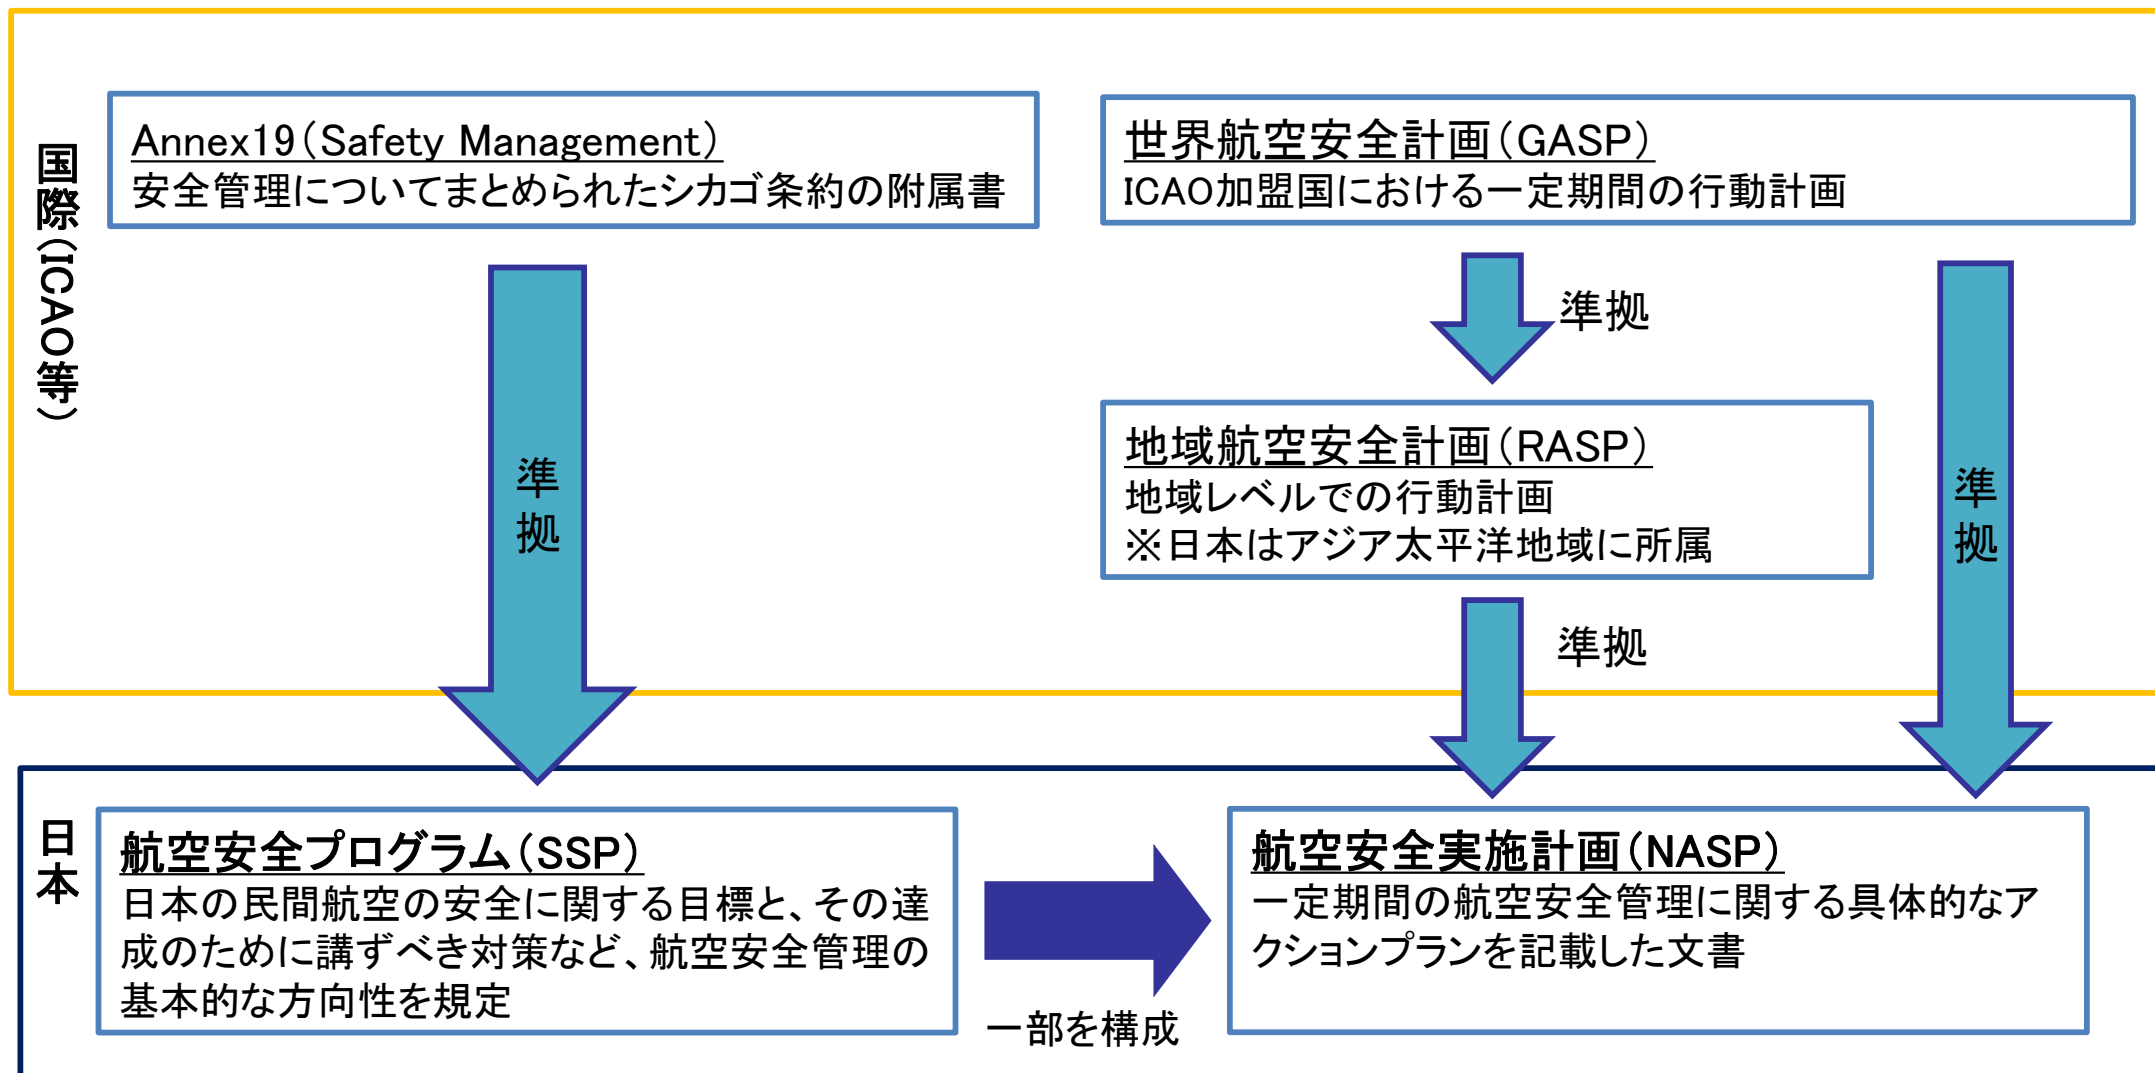 国際（ICAO等）
Annex19（Safety Management）
安全管理についてまとめられたシカゴ条約の附属書
世界航空安全計画（GASP）
ICAO加盟国における一定期間の行動計画
準拠
準拠
地域航空安全計画（RASP）
地域レベルでの行動計画
※日本はアジア太平洋地域に所属
準拠
準拠
日本
航空安全プログラム（SSP）
日本の民間航空の安全に関する目標と、その達
成のために講ずべき対策など、航空安全管理の
基本的な方向性を規定
一部を構成
航空安全実施計画（NASP）
一定期間の航空安全管理に関する具体的なア
クションプランを記載した文書